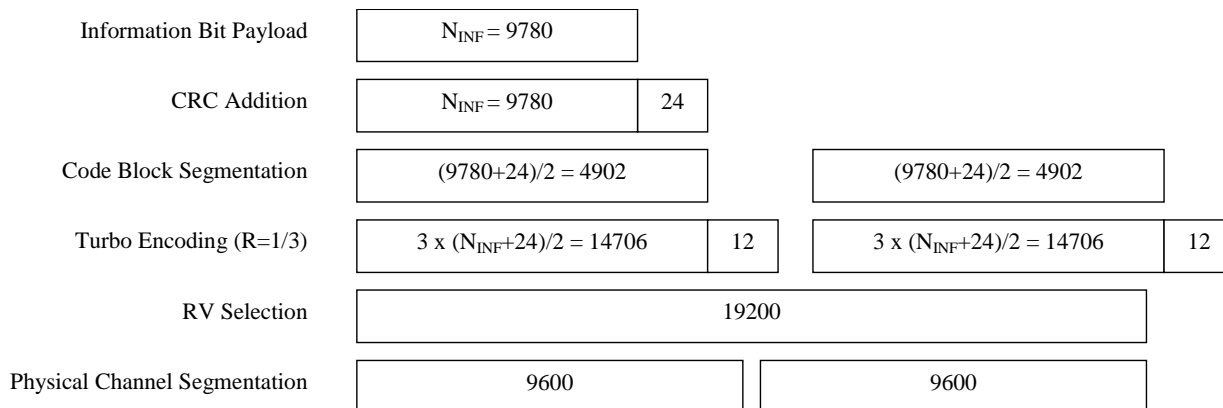 Information Bit Payload N_INF = 9780
CRC Addition N_INF = 9780 24
Code Block Segmentation (9780+24)/2 = 4902 (9780+24)/2 = 4902
Turbo Encoding (R=1/3) 3 x (N_INF+24)/2 = 14706 12 3 x (N_INF+24)/2 = 14706 12
RV Selection 19200
Physical Channel Segmentation 9600 9600